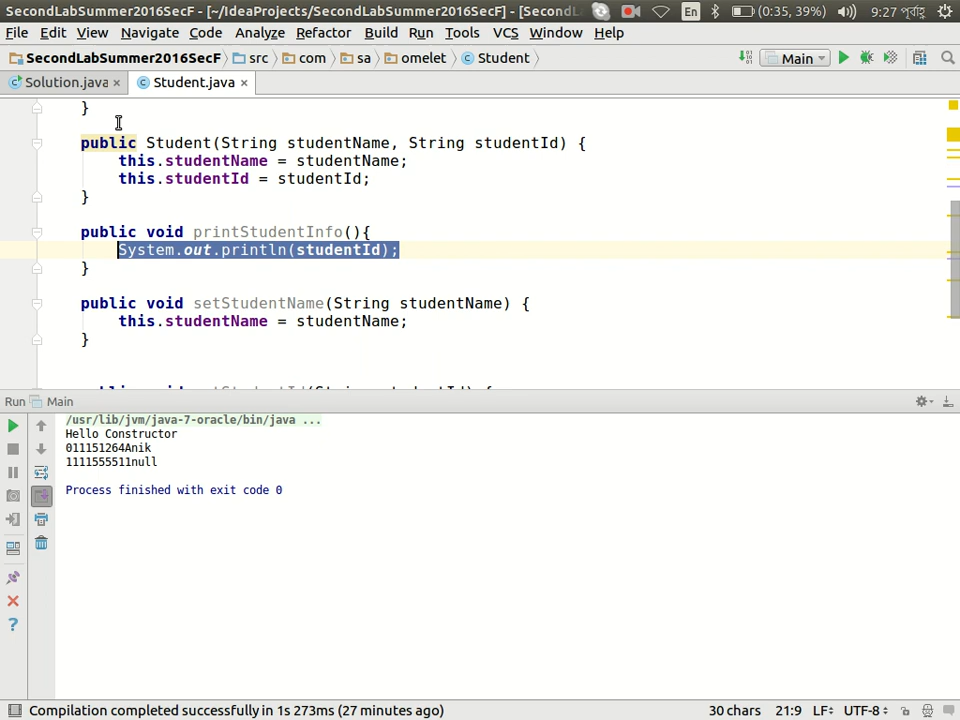 SecondLabSummer2016SecF - [~/IdeaProjects/SecondLabSummer2016SecF] - [Second
En (0:35, 39%) 9:27 পূর্বাহ্ণ
File Edit View Navigate Code Analyze Refactor Build Run Tools VCS Window Help
SecondLabSummer2016SecF src com sa omelet Student Main
Solution.java Student.java
}
public Student(String studentName, String studentId) {
this.studentName = studentName;
this.studentId = studentId;
}
public void printStudentInfo(){
System.out.println(studentId);
}
public void setStudentName(String studentName) {
this.studentName = studentName;
}
Run Main
/usr/lib/jvm/java-7-oracle/bin/java ...
Hello Constructor
011151264Anik
1111555511null
Process finished with exit code 0
Compilation completed successfully in 1s 273ms (27 minutes ago) 30 chars 21:9 LF UTF-8